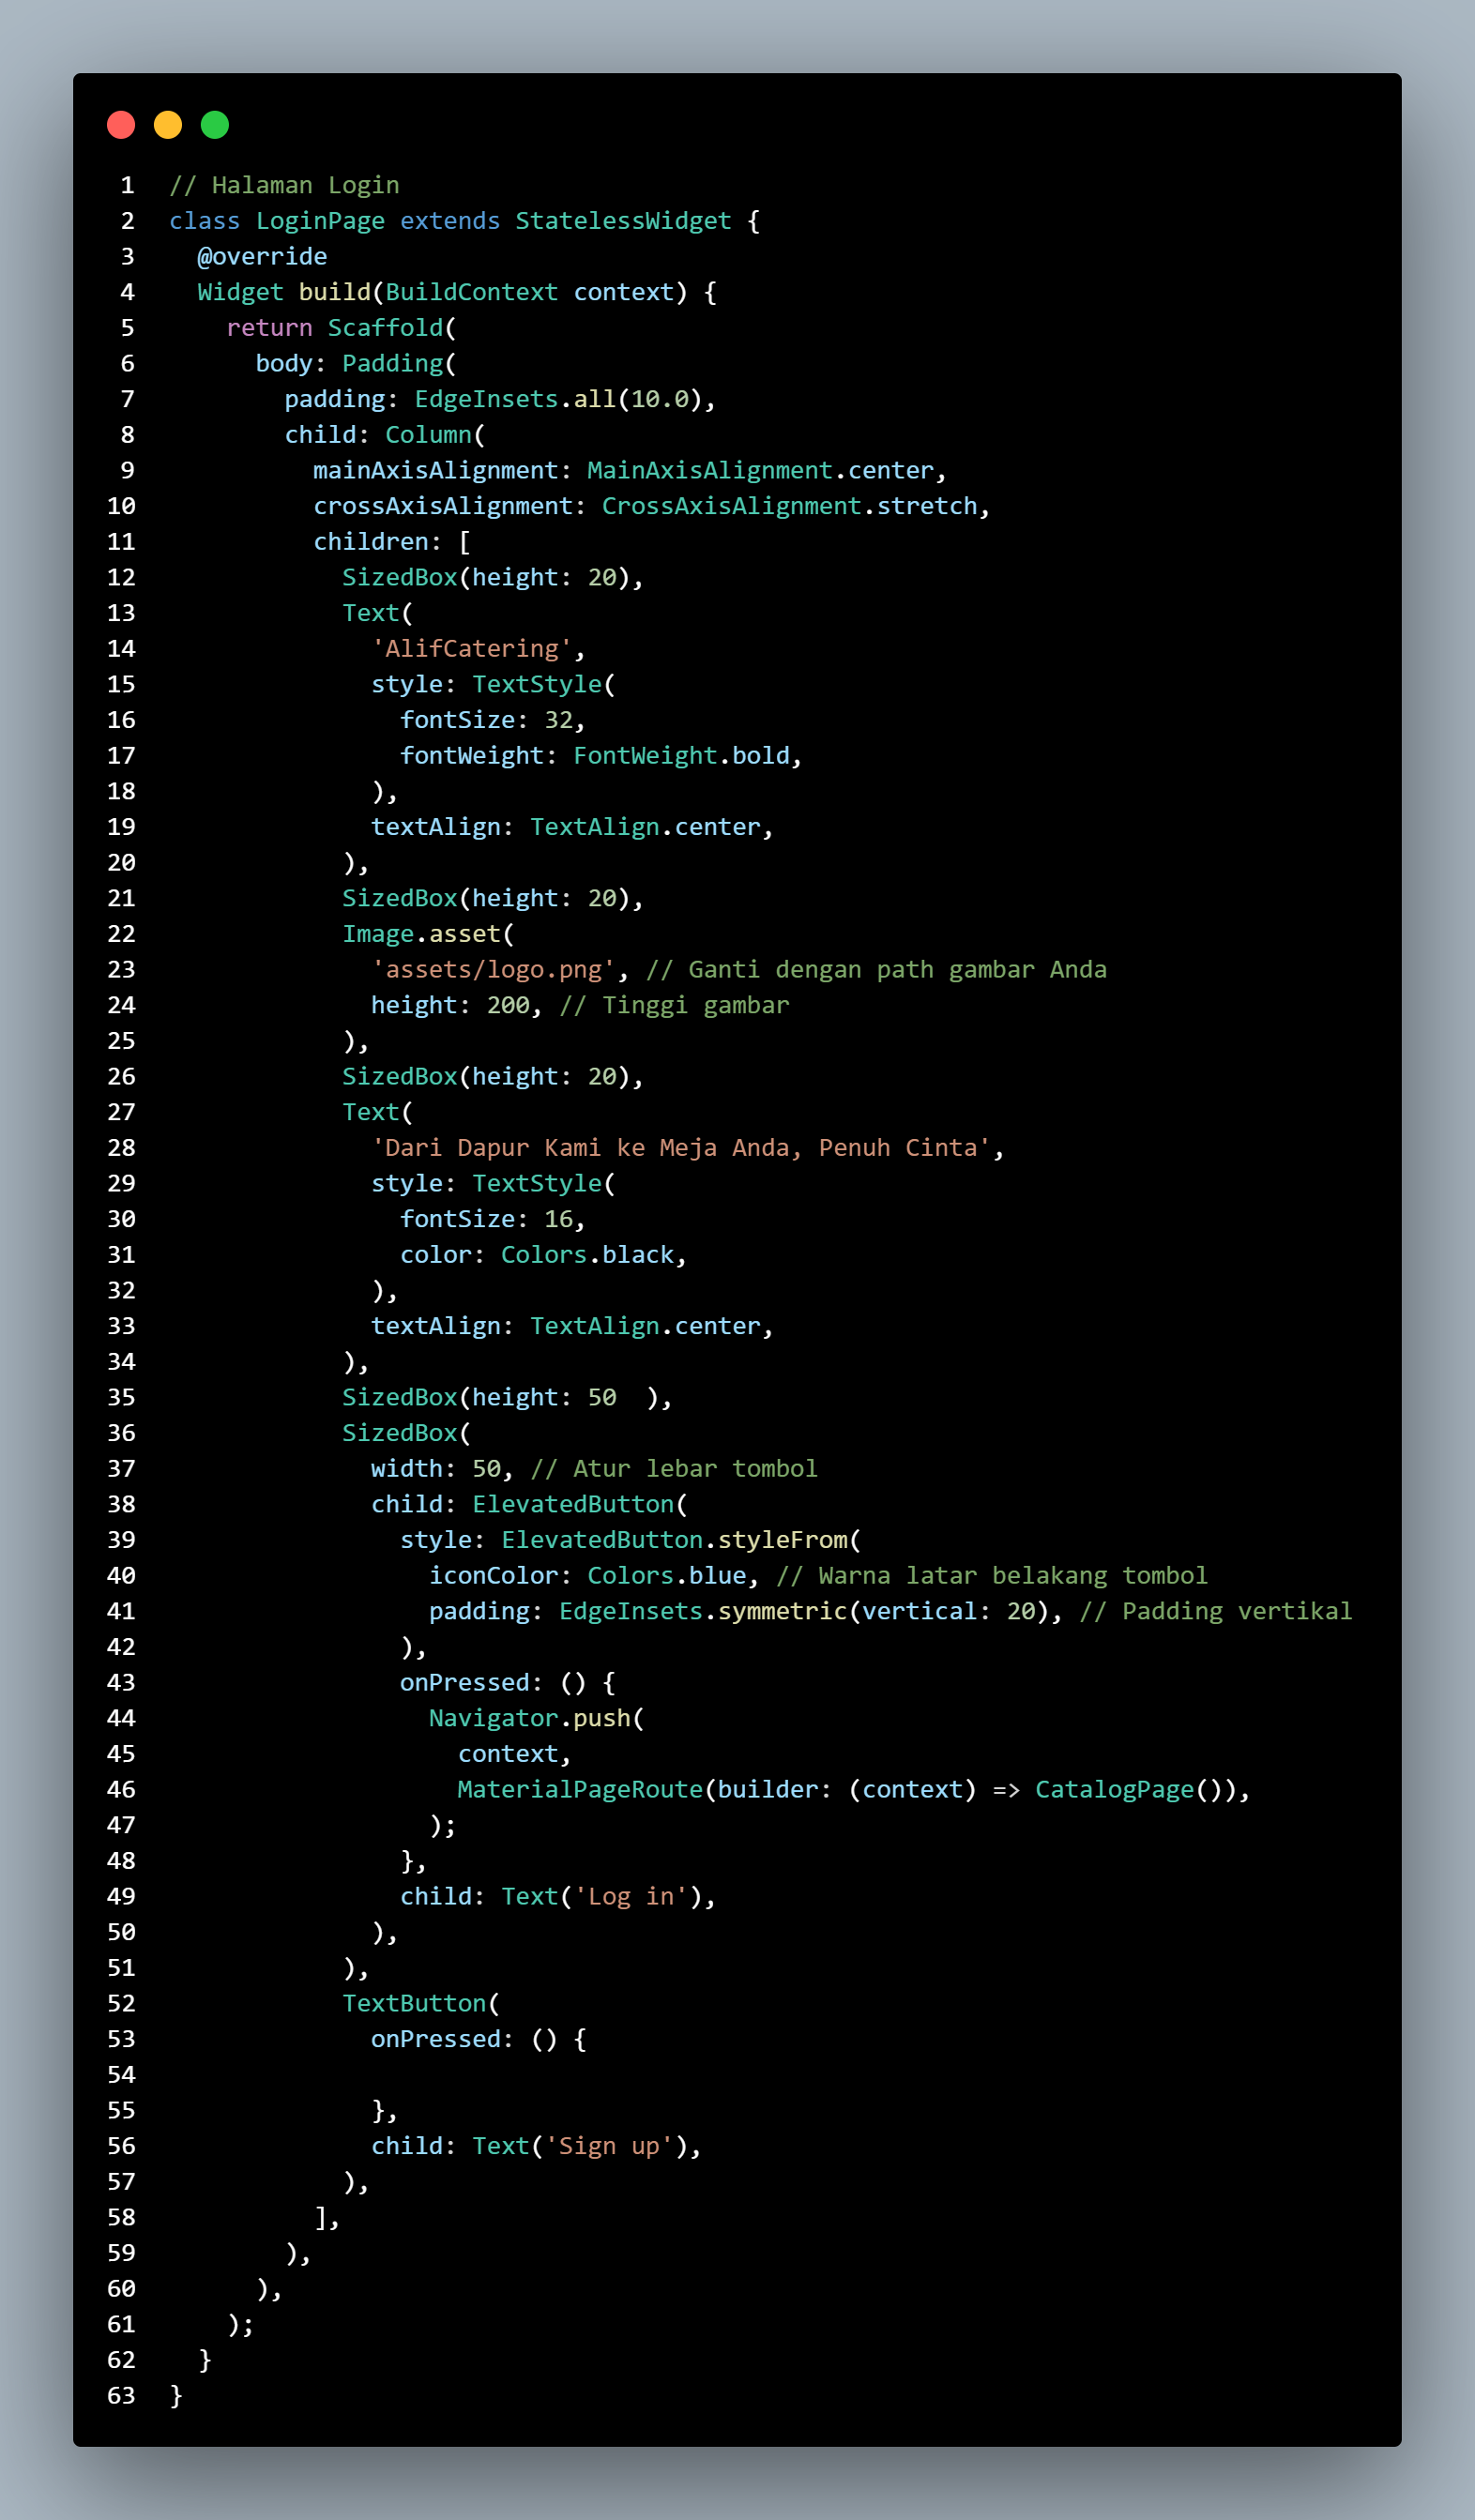 1 // Halaman Login
2 class LoginPage extends StatelessWidget {
3   @override
4   Widget build(BuildContext context) {
5     return Scaffold(
6       body: Padding(
7         padding: EdgeInsets.all(10.0),
8         child: Column(
9           mainAxisAlignment: MainAxisAlignment.center,
10           crossAxisAlignment: CrossAxisAlignment.stretch,
11           children: [
12             SizedBox(height: 20),
13             Text(
14               'AlifCatering',
15               style: TextStyle(
16                 fontSize: 32,
17                 fontWeight: FontWeight.bold,
18               ),
19               textAlign: TextAlign.center,
20             ),
21             SizedBox(height: 20),
22             Image.asset(
23               'assets/logo.png', // Ganti dengan path gambar Anda
24               height: 200, // Tinggi gambar
25             ),
26             SizedBox(height: 20),
27             Text(
28               'Dari Dapur Kami ke Meja Anda, Penuh Cinta',
29               style: TextStyle(
30                 fontSize: 16,
31                 color: Colors.black,
32               ),
33               textAlign: TextAlign.center,
34             ),
35             SizedBox(height: 50  ),
36             SizedBox(
37               width: 50, // Atur lebar tombol
38               child: ElevatedButton(
39                 style: ElevatedButton.styleFrom(
40                   iconColor: Colors.blue, // Warna latar belakang tombol
41                   padding: EdgeInsets.symmetric(vertical: 20), // Padding vertikal
42                 ),
43                 onPressed: () {
44                   Navigator.push(
45                     context,
46                     MaterialPageRoute(builder: (context) => CatalogPage()),
47                   );
48                 },
49                 child: Text('Log in'),
50               ),
51             ),
52             TextButton(
53               onPressed: () {
54
55               },
56               child: Text('Sign up'),
57             ),
58           ],
59         ),
60       ),
61     );
62   }
63 }